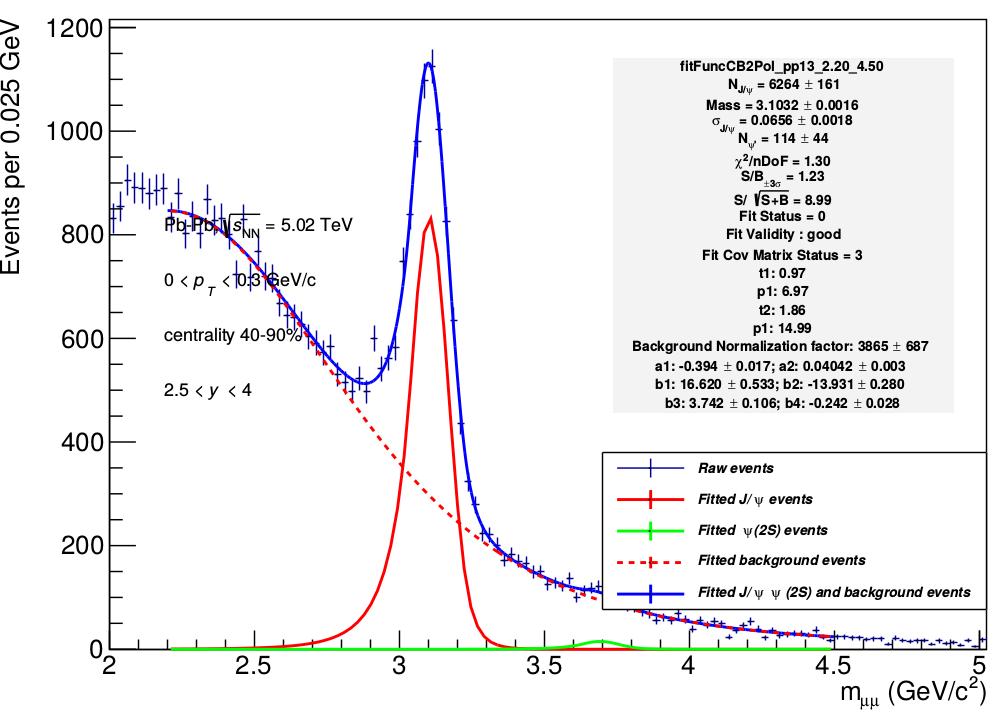 1200
1000
800
600
400
200
0
Events per 0.025 GeV
2
2.5
3
3.5
4
4.5
5
m_μμ (GeV/c²)
Pb-Pb √s_NN = 5.02 TeV
0 < p_T < 0.3 GeV/c
centrality 40-90%
2.5 < y < 4
fitFuncCB2Pol_pp13_2.20_4.50
N_J/ψ = 6264 ± 161
Mass = 3.1032 ± 0.0016
σ_J/ψ = 0.0656 ± 0.0018
N_ψ' = 114 ± 44
χ²/nDoF = 1.30
S/B_±3σ = 1.23
S/ √S+B = 8.99
Fit Status = 0
Fit Validity : good
Fit Cov Matrix Status = 3
t1: 0.97
p1: 6.97
t2: 1.86
p1: 14.99
Background Normalization factor: 3865 ± 687
a1: -0.394 ± 0.017; a2: 0.04042 ± 0.003
b1: 16.620 ± 0.533; b2: -13.931 ± 0.280
b3: 3.742 ± 0.106; b4: -0.242 ± 0.028
Raw events
Fitted J/ψ events
Fitted ψ(2S) events
Fitted background events
Fitted J/ψ ψ (2S) and background events